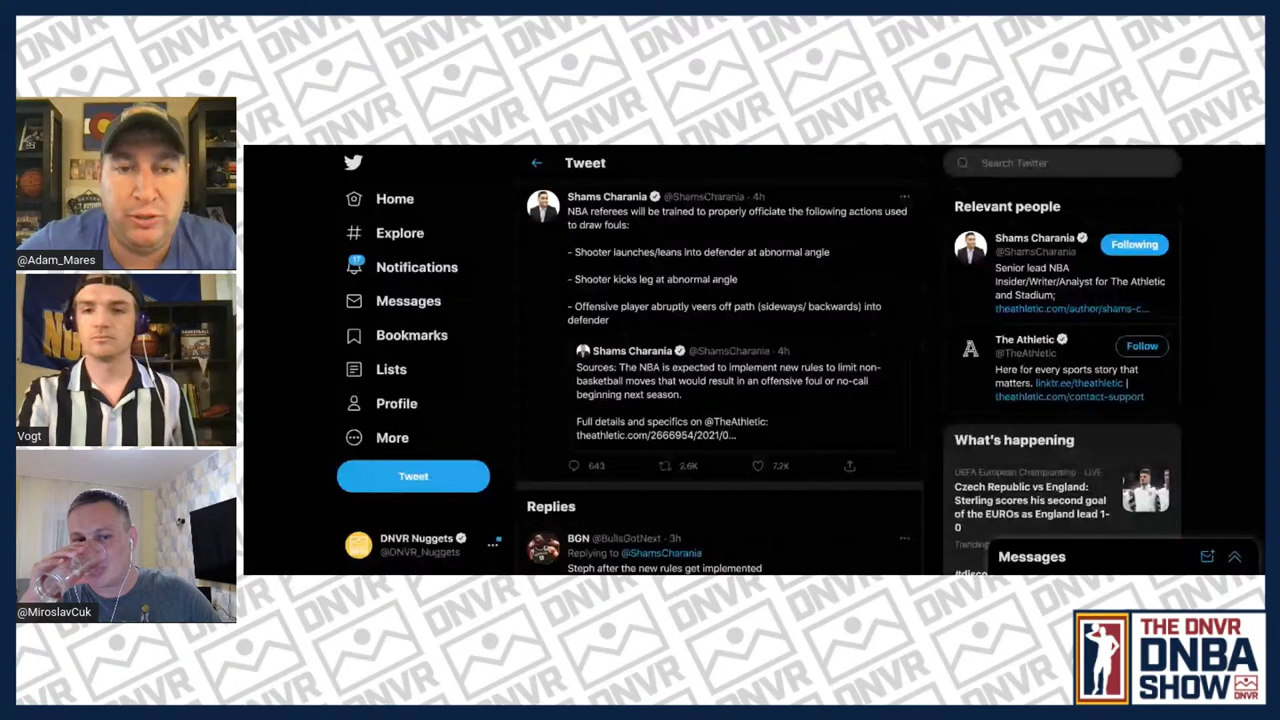 @Adam_Mares
Vogt
@MiroslavCuk
Home
Explore
17
Notifications
Messages
Bookmarks
Lists
Profile
More
Tweet
DNVR Nuggets
@DNVR_Nuggets
Tweet
Shams Charania @ShamsCharania · 4h
NBA referees will be trained to properly officiate the following actions used
to draw fouls:
- Shooter launches/leans into defender at abnormal angle
- Shooter kicks leg at abnormal angle
- Offensive player abruptly veers off path (sideways/ backwards) into
defender
Shams Charania @ShamsCharania · 4h
Sources: The NBA is expected to implement new rules to limit non-
basketball moves that would result in an offensive foul or no-call
beginning next season.
Full details and specifics on @TheAthletic:
theathletic.com/2666954/2021/0...
643 2.6K 7.2K
Replies
BGN @BullsGotNext · 3h
Replying to @ShamsCharania
Steph after the new rules get implemented
Search Twitter
Relevant people
Shams Charania
@ShamsCharania
Following
Senior lead NBA
Insider/Writer/Analyst for The Athletic
and Stadium;
theathletic.com/author/shams-c...
The Athletic
@TheAthletic
Follow
Here for every sports story that
matters. linktr.ee/theathletic |
theathletic.com/contact-support
What's happening
UEFA European Championship · LIVE
Czech Republic vs England:
Sterling scores his second goal
of the EUROs as England lead 1-
0
Trending
#disco
Messages
THE DNVR
DNBA
SHOW
DNVR